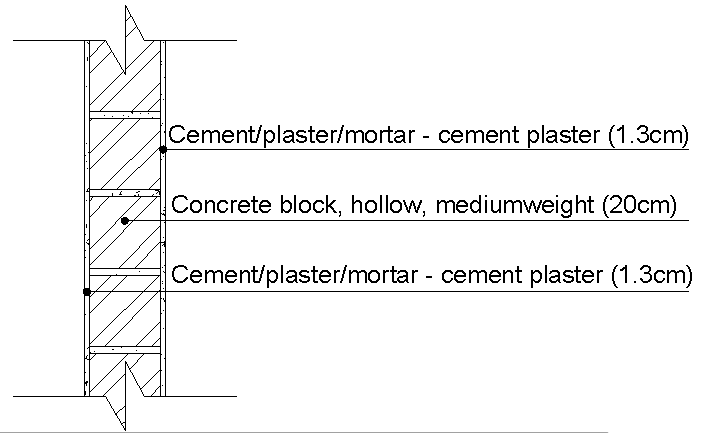 Cement/plaster/mortar - cement plaster (1.3cm)
Concrete block, hollow, mediumweight (20cm)
Cement/plaster/mortar - cement plaster (1.3cm)